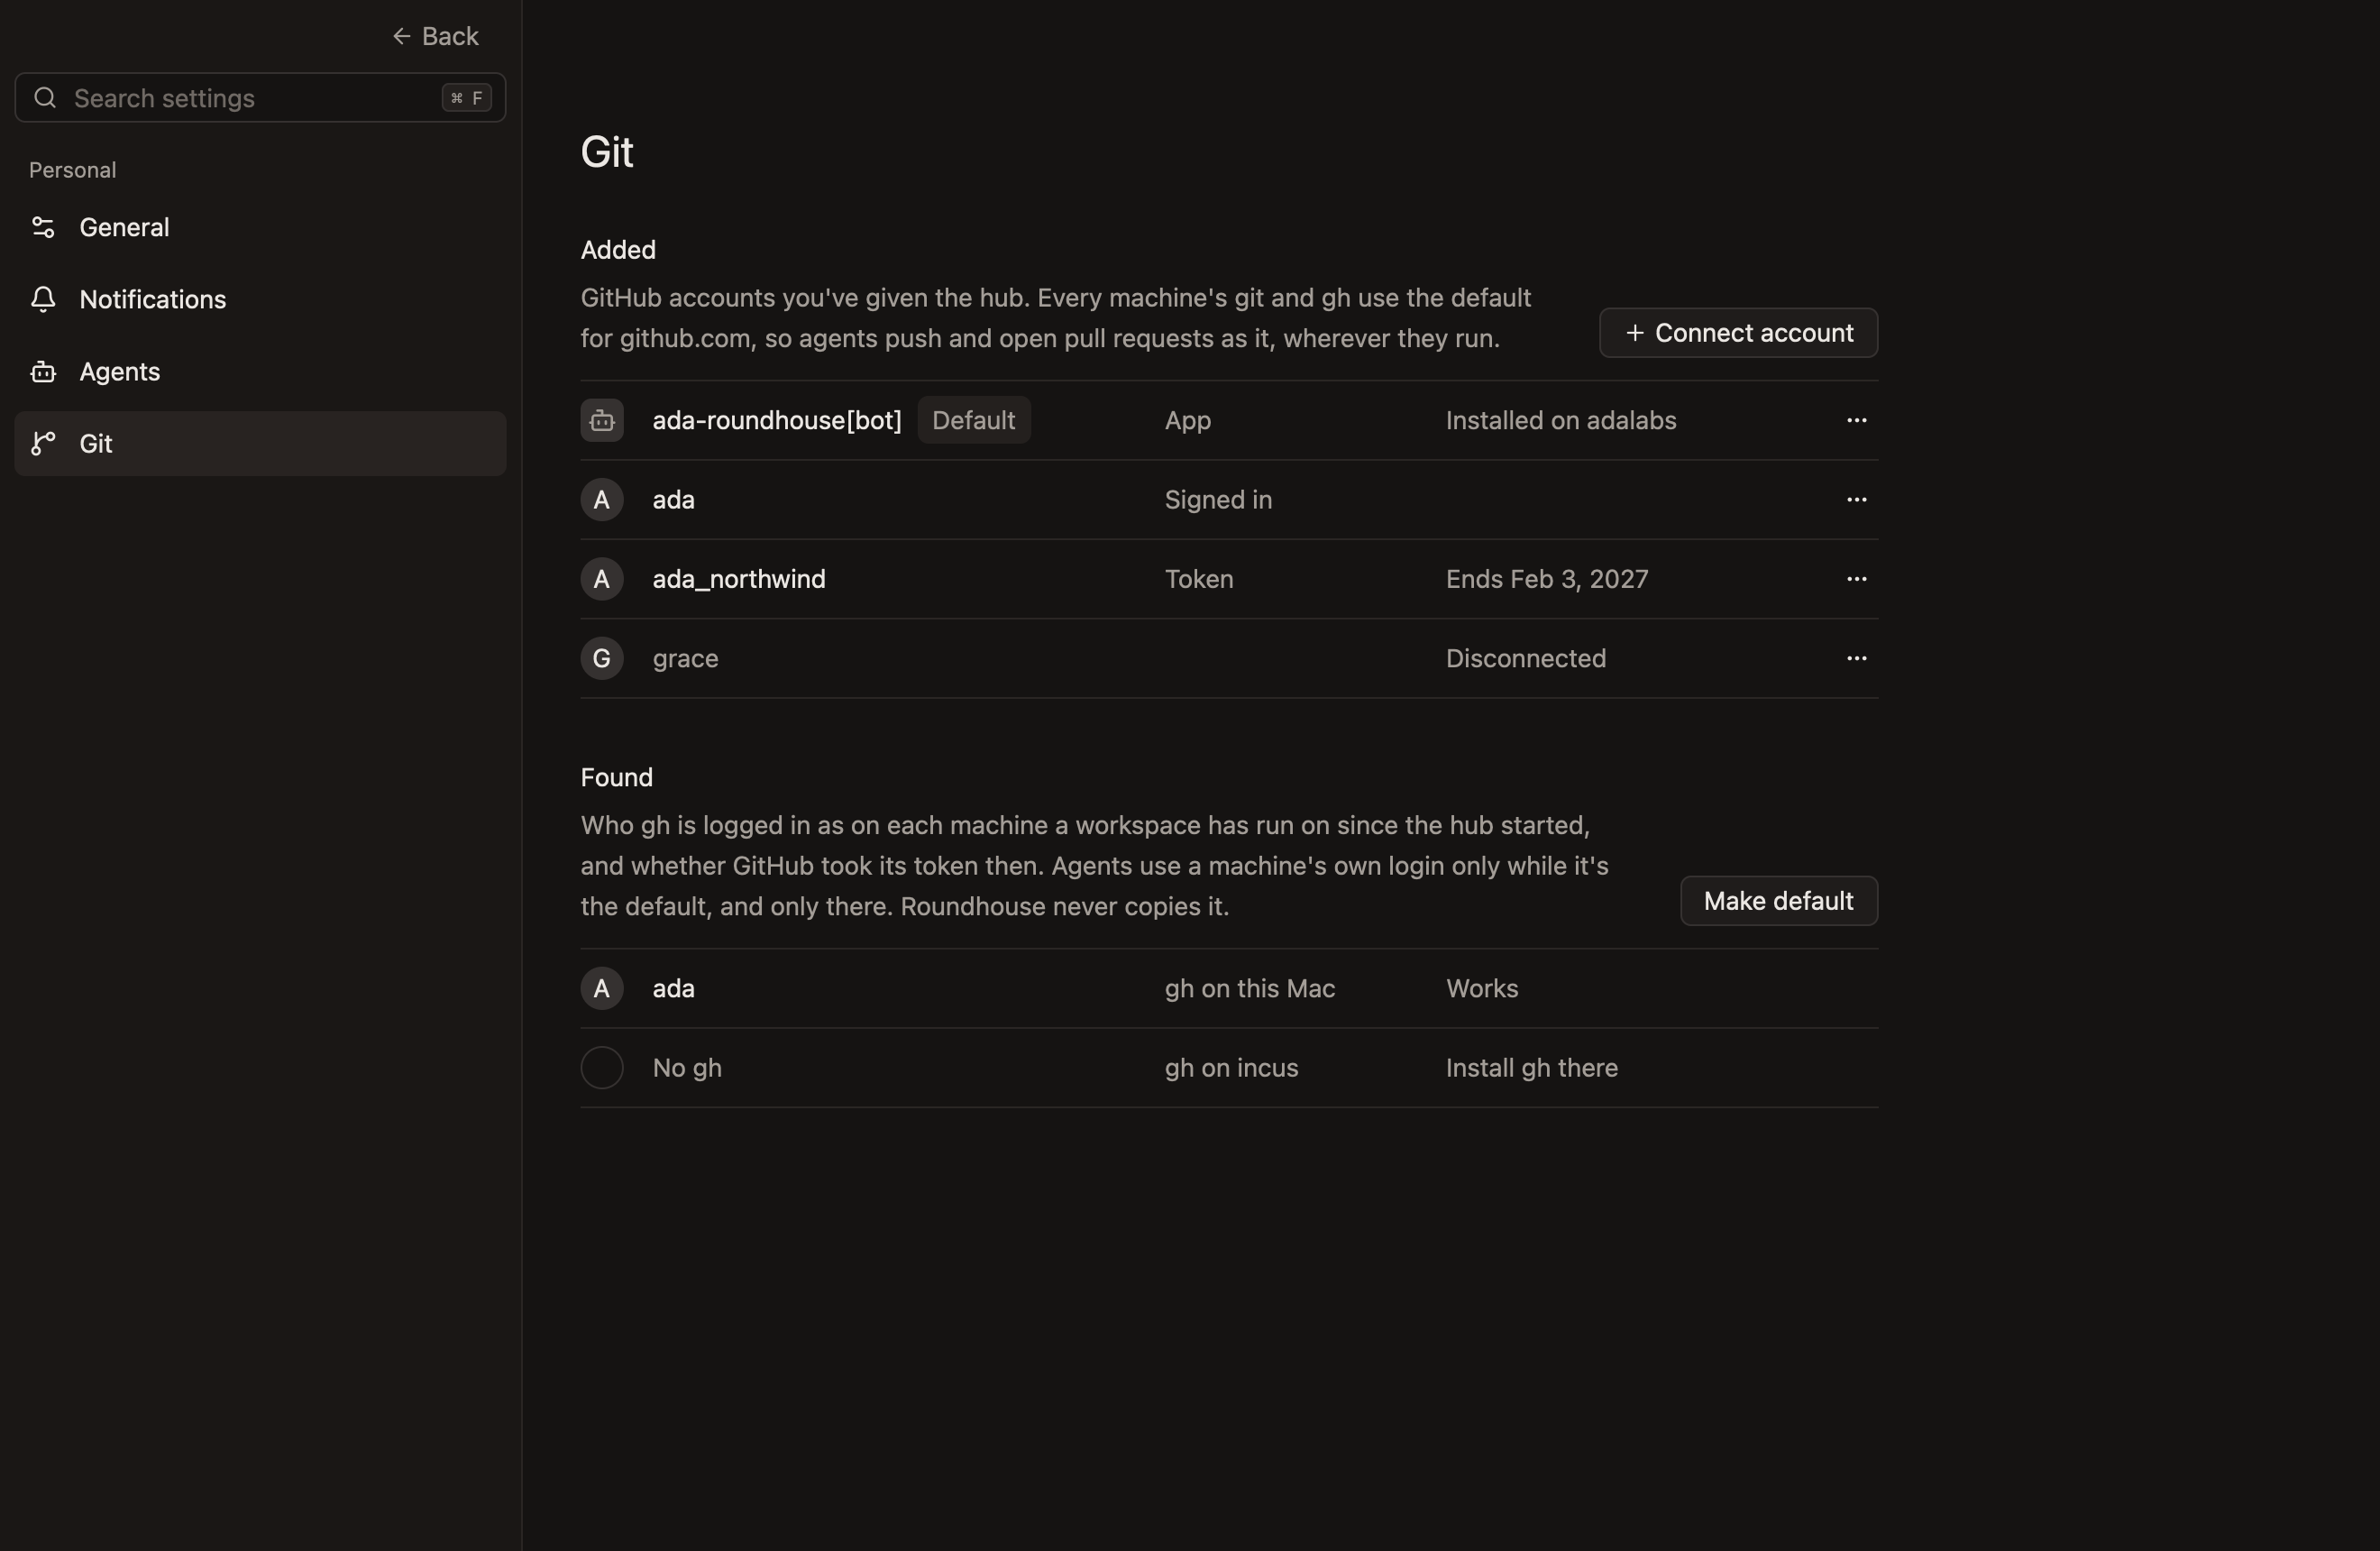 ← Back
Search settings ⌘ F
Personal
General
Notifications
Agents
Git
Git
Added
GitHub accounts you've given the hub. Every machine's git and gh use the default
for github.com, so agents push and open pull requests as it, wherever they run.
+ Connect account
ada-roundhouse[bot] Default App Installed on adalabs ···
A ada Signed in ···
A ada_northwind Token Ends Feb 3, 2027 ···
G grace Disconnected ···
Found
Who gh is logged in as on each machine a workspace has run on since the hub started,
and whether GitHub took its token then. Agents use a machine's own login only while it's
the default, and only there. Roundhouse never copies it.
Make default
A ada gh on this Mac Works
No gh gh on incus Install gh there